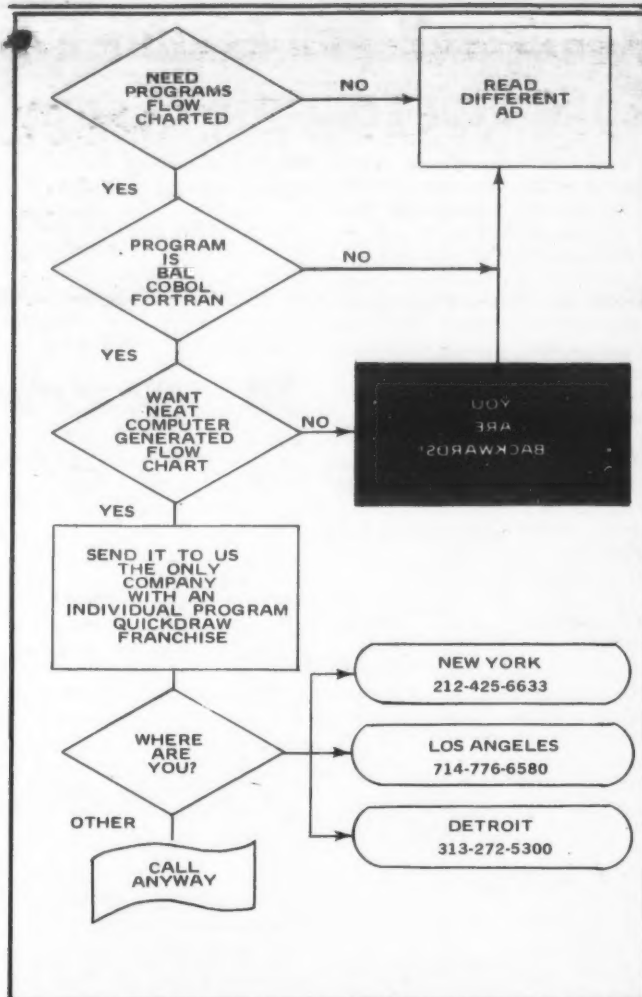 NEED
PROGRAMS
FLOW
CHARTED
NO
READ
DIFFERENT
AD
YES
PROGRAM
IS
BAL
COBOL
FORTRAN
NO
YES
WANT
NEAT
COMPUTER
GENERATED
FLOW
CHART
NO
YOU
ARE
BACKWARDS!
YES
SEND IT TO US
THE ONLY
COMPANY
WITH AN
INDIVIDUAL PROGRAM
QUICKDRAW
FRANCHISE
WHERE
ARE
YOU?
NEW YORK
212-425-6633
LOS ANGELES
714-776-6580
DETROIT
313-272-5300
OTHER
CALL
ANYWAY